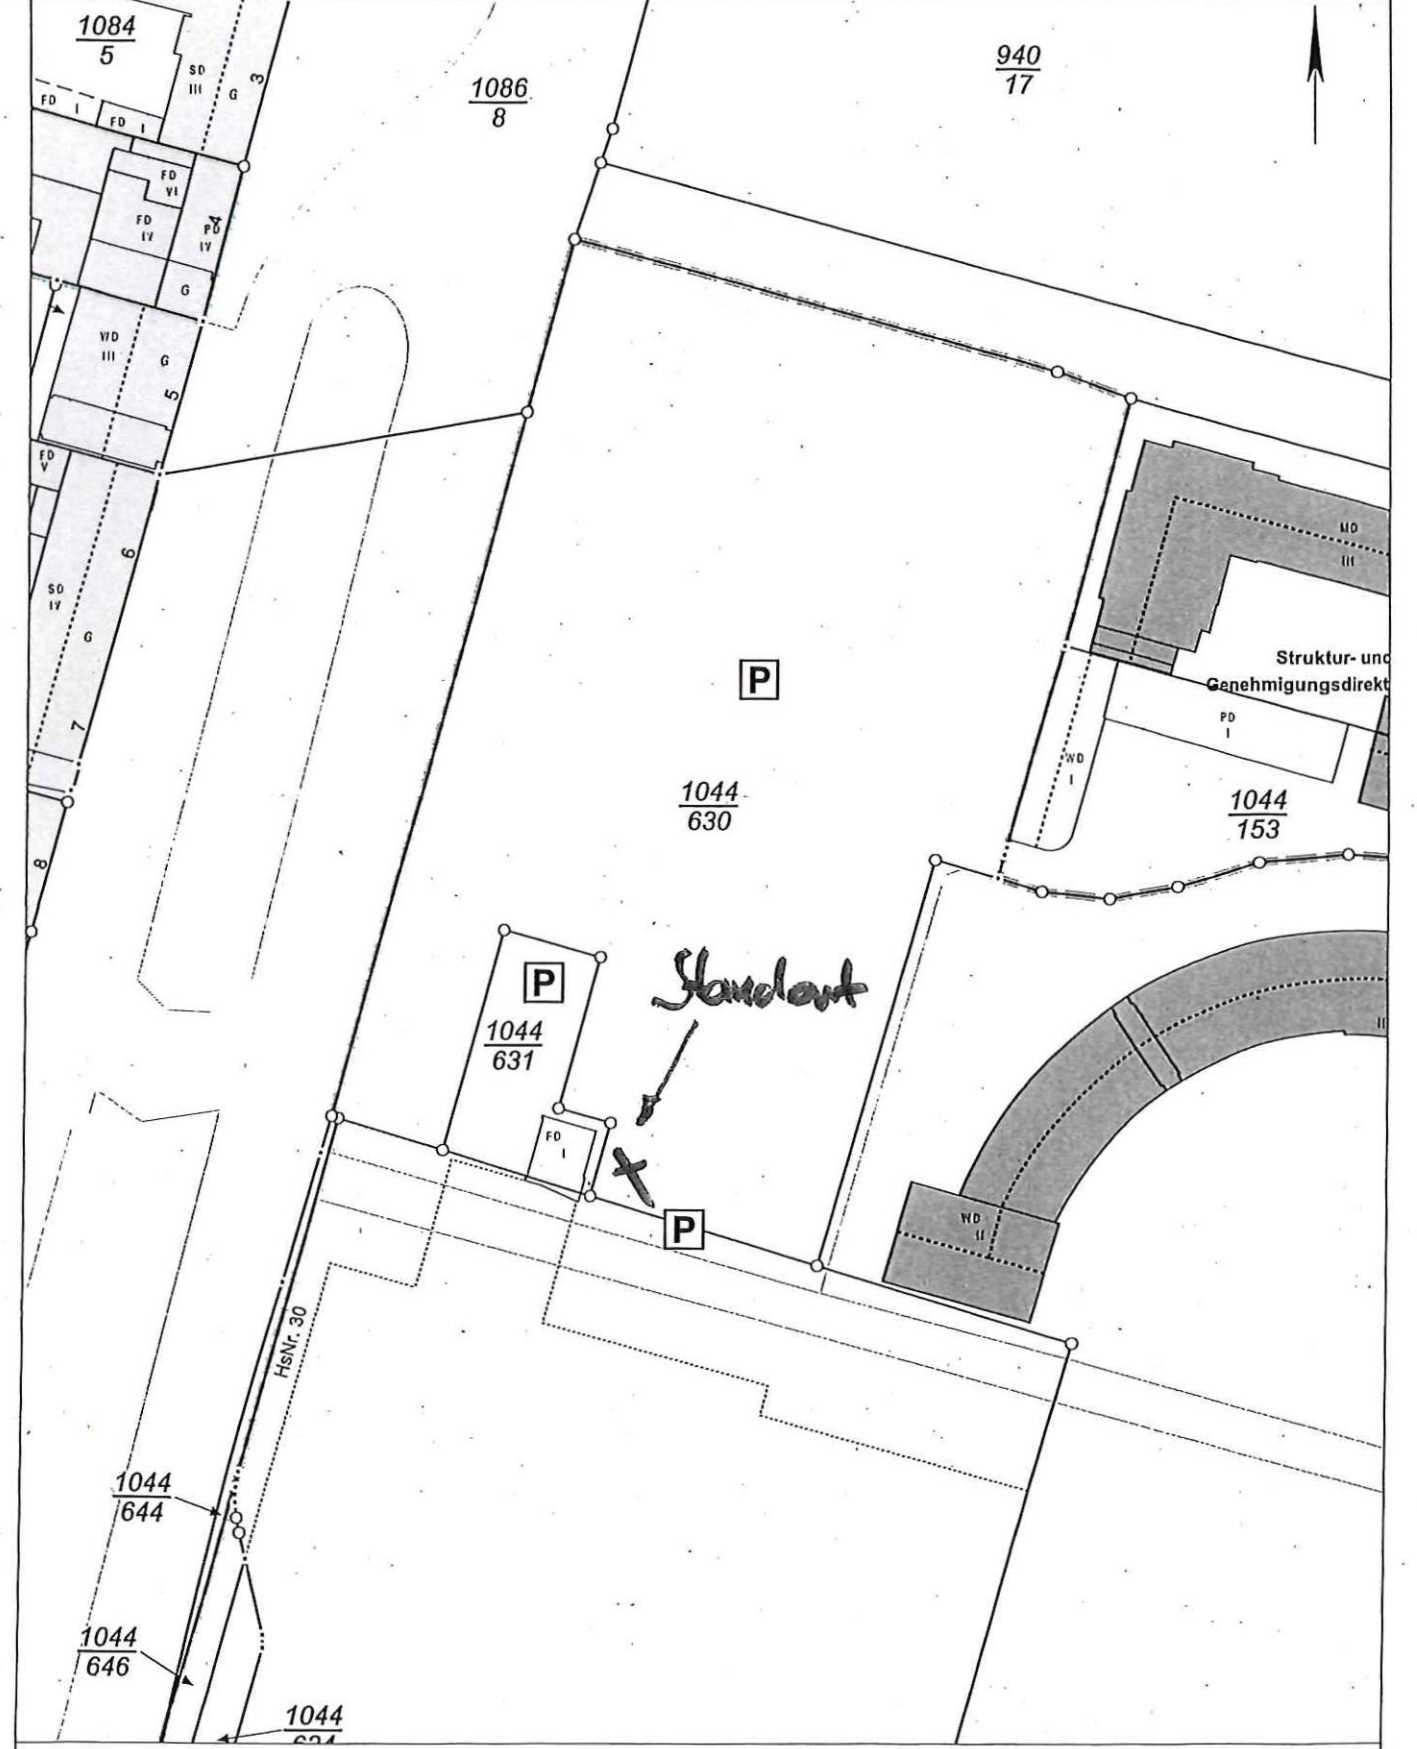 1084
5
SD
III
G
3
1086
8
940
17
FD I
FD I
FD
VI
FD
IV
4
PD
IV
G
WD
III
G
5
FD
V
6
SD
IV
G
7
8
P
MD
III
Struktur- und
Genehmigungsdirekt
PD
I
WD
I
1044
630
1044
153
Standort
P
1044
631
FD
I
II
P
WD
II
HsNr. 30
1044
644
1044
646
1044